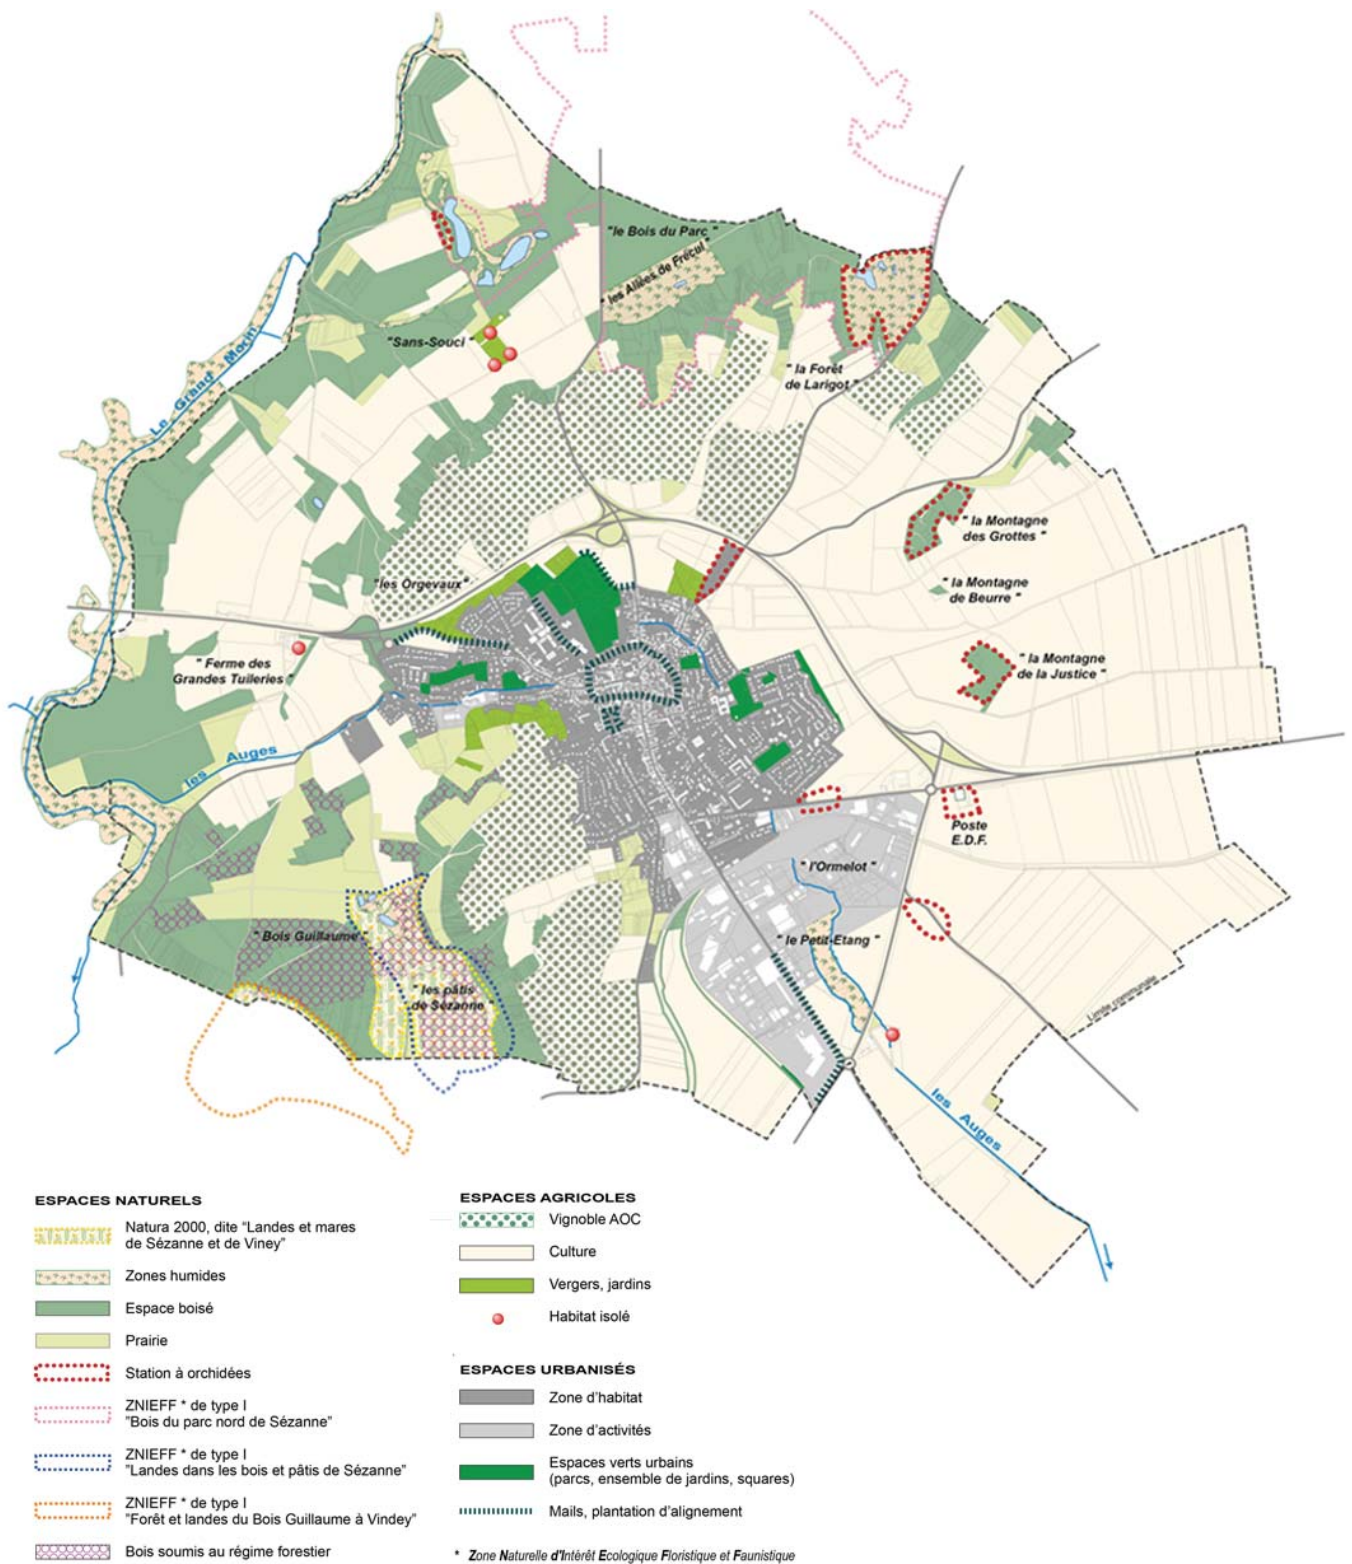 "le Bois du Parc"
"les Allées de Frécul"
"Sans-Souci"
Le Grand Morin
"la Forêt
de Larigot"
"la Montagne
des Grottes"
"les Orgevaux"
"la Montagne
de Beurre"
"Ferme des
Grandes Tuileries"
"la Montagne
de la Justice"
les Auges
Poste
E.D.F.
"l'Ormelot"
"Bois Guillaume"
"le Petit-Etang"
"les pâtis
de Sézanne"
Limite communale
les Auges
ESPACES NATURELS
Natura 2000, dite "Landes et mares
de Sézanne et de Viney"
Zones humides
Espace boisé
Prairie
Station à orchidées
ZNIEFF * de type I
"Bois du parc nord de Sézanne"
ZNIEFF * de type I
"Landes dans les bois et pâtis de Sézanne"
ZNIEFF * de type I
"Forêt et landes du Bois Guillaume à Vindey"
Bois soumis au régime forestier
ESPACES AGRICOLES
Vignoble AOC
Culture
Vergers, jardins
Habitat isolé
ESPACES URBANISÉS
Zone d'habitat
Zone d'activités
Espaces verts urbains
(parcs, ensemble de jardins, squares)
Mails, plantation d'alignement
* Zone Naturelle d'Intérêt Ecologique Floristique et Faunistique